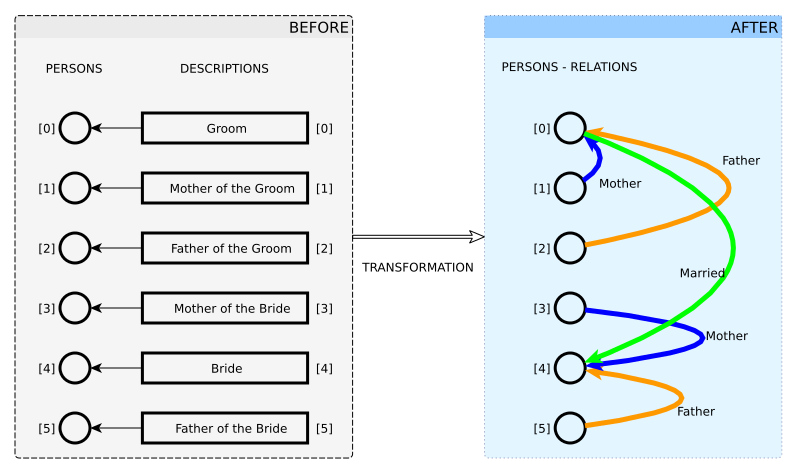 BEFORE
PERSONS DESCRIPTIONS
[0] Groom [0]
[1] Mother of the Groom [1]
[2] Father of the Groom [2]
[3] Mother of the Bride [3]
[4] Bride [4]
[5] Father of the Bride [5]
TRANSFORMATION
AFTER
PERSONS - RELATIONS
[0]
Father
[1] Mother
[2]
Married
[3]
Mother
[4]
Father
[5]